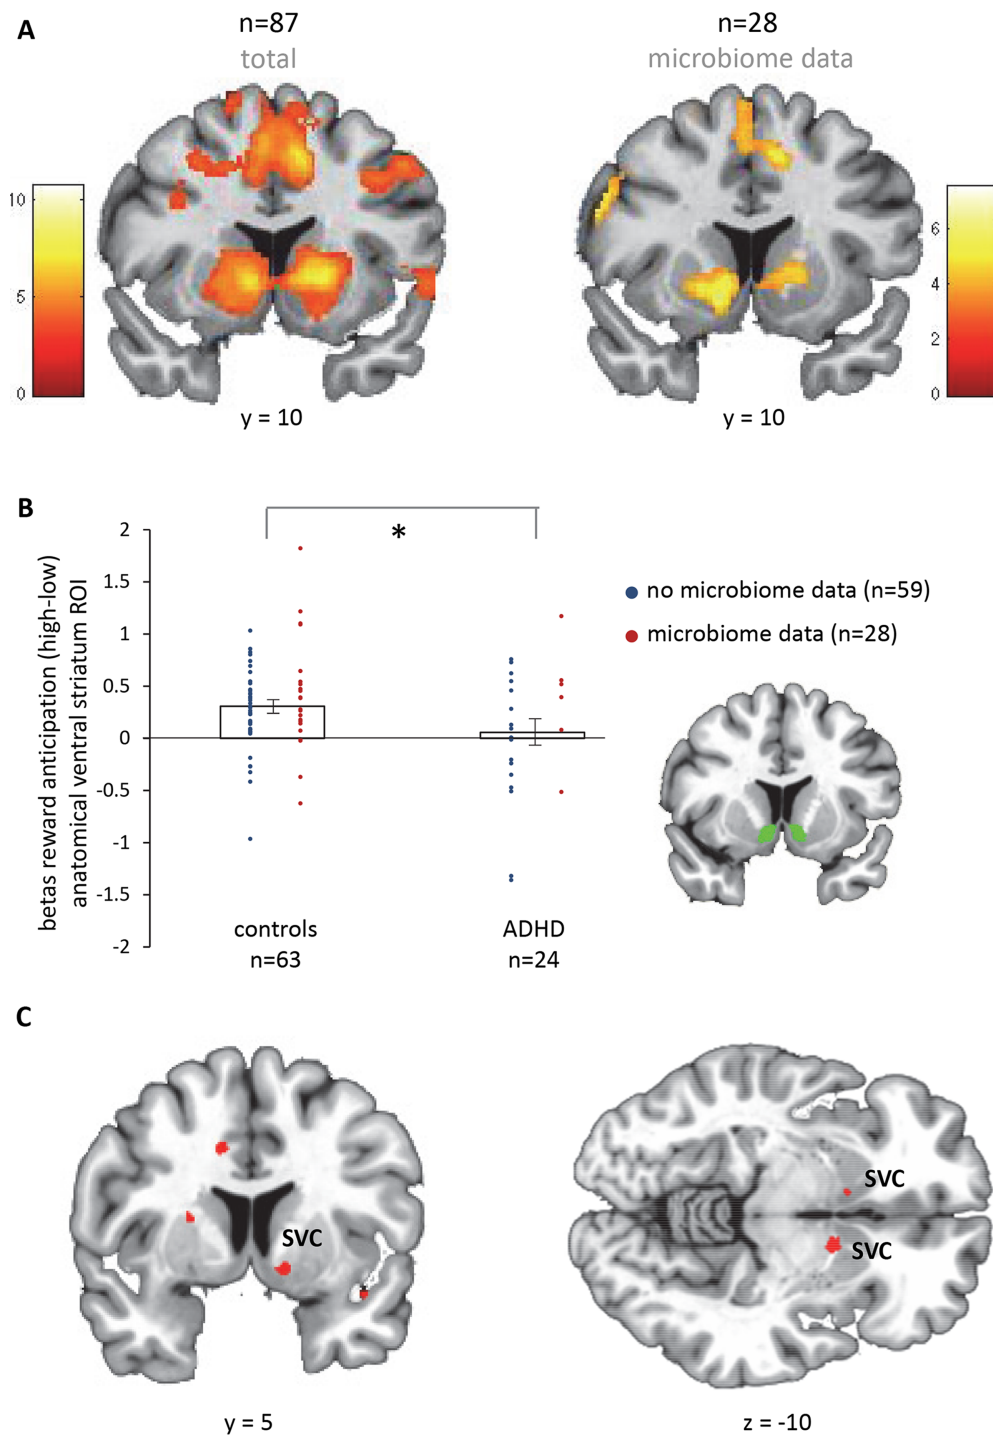 A
n=87
total
n=28
microbiome data
10
5
0
6
4
2
0
y = 10
y = 10
B
*
2
1.5
1
0.5
0
-0.5
-1
-1.5
-2
betas reward anticipation (high-low)
anatomical ventral striatum ROI
controls
n=63
ADHD
n=24
no microbiome data (n=59)
microbiome data (n=28)
C
SVC
SVC
SVC
y = 5
z = -10